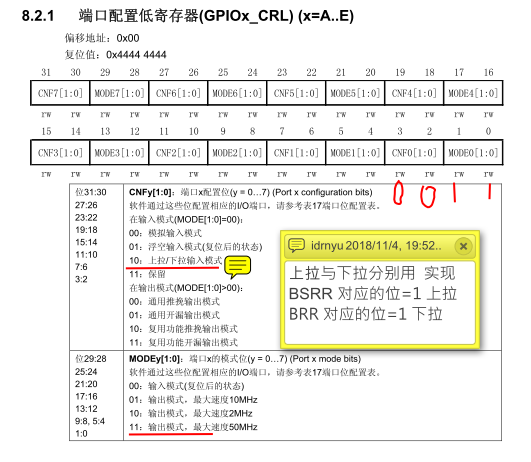 8.2.1 端口配置低寄存器(GPIOx_CRL) (x=A..E)
偏移地址：0x00
复位值：0x4444 4444
31 30 29 28 27 26 25 24 23 22 21 20 19 18 17 16
CNF7[1:0] MODE7[1:0] CNF6[1:0] MODE6[1:0] CNF5[1:0] MODE5[1:0] CNF4[1:0] MODE4[1:0]
rw rw rw rw rw rw rw rw rw rw rw rw rw rw rw rw
15 14 13 12 11 10 9 8 7 6 5 4 3 2 1 0
CNF3[1:0] MODE3[1:0] CNF2[1:0] MODE2[1:0] CNF1[1:0] MODE1[1:0] CNF0[1:0] MODE0[1:0]
rw rw rw rw rw rw rw rw rw rw rw rw rw rw rw rw
0 0 1 1
位31:30
27:26
23:22
19:18
15:14
11:10
7:6
3:2
CNFy[1:0]：端口x配置位(y = 0…7) (Port x configuration bits)
软件通过这些位配置相应的I/O端口，请参考表17端口位配置表。
在输入模式(MODE[1:0]=00)：
00：模拟输入模式
01：浮空输入模式(复位后的状态)
10：上拉/下拉输入模式
11：保留
在输出模式(MODE[1:0]>00)：
00：通用推挽输出模式
01：通用开漏输出模式
10：复用功能推挽输出模式
11：复用功能开漏输出模式
idrnyu 2018/11/4, 19:52..
上拉与下拉分别用 实现
BSRR 对应的位=1 上拉
BRR 对应的位=1 下拉
位29:28
25:24
21:20
17:16
13:12
9:8, 5:4
1:0
MODEy[1:0]：端口x的模式位(y = 0…7) (Port x mode bits)
软件通过这些位配置相应的I/O端口，请参考表17端口位配置表。
00：输入模式(复位后的状态)
01：输出模式，最大速度10MHz
10：输出模式，最大速度2MHz
11：输出模式，最大速度50MHz